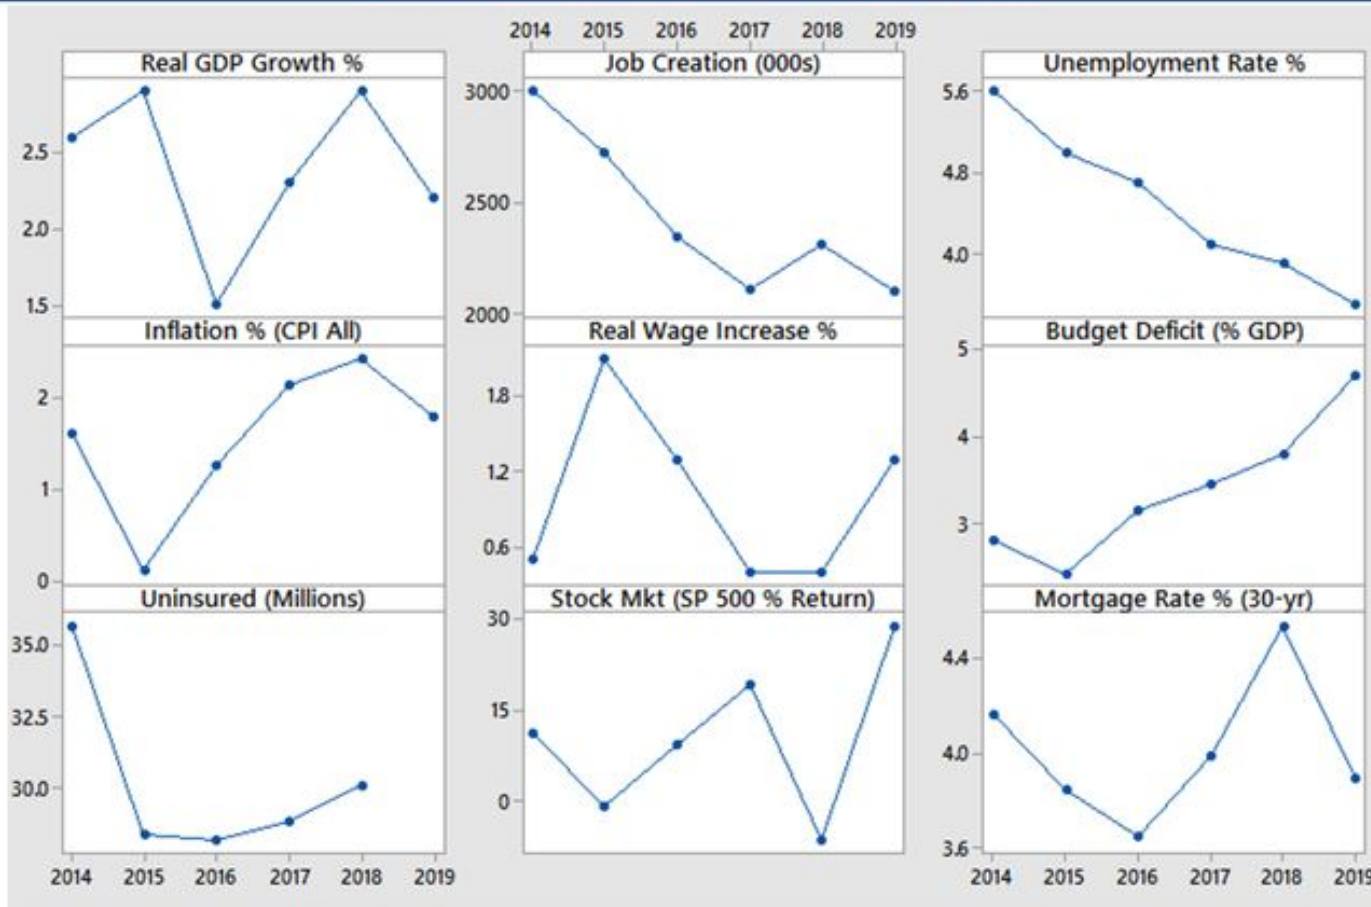 2014 2015 2016 2017 2018 2019
Real GDP Growth %
Job Creation (000s)
Unemployment Rate %
2.5
2.0
1.5
3000
2500
2000
5.6
4.8
4.0
Inflation % (CPI All)
Real Wage Increase %
Budget Deficit (% GDP)
2
1
0
1.8
1.2
0.6
5
4
3
Uninsured (Millions)
Stock Mkt (SP 500 % Return)
Mortgage Rate % (30-yr)
35.0
32.5
30.0
30
15
0
4.4
4.0
3.6
2014 2015 2016 2017 2018 2019
2014 2015 2016 2017 2018 2019